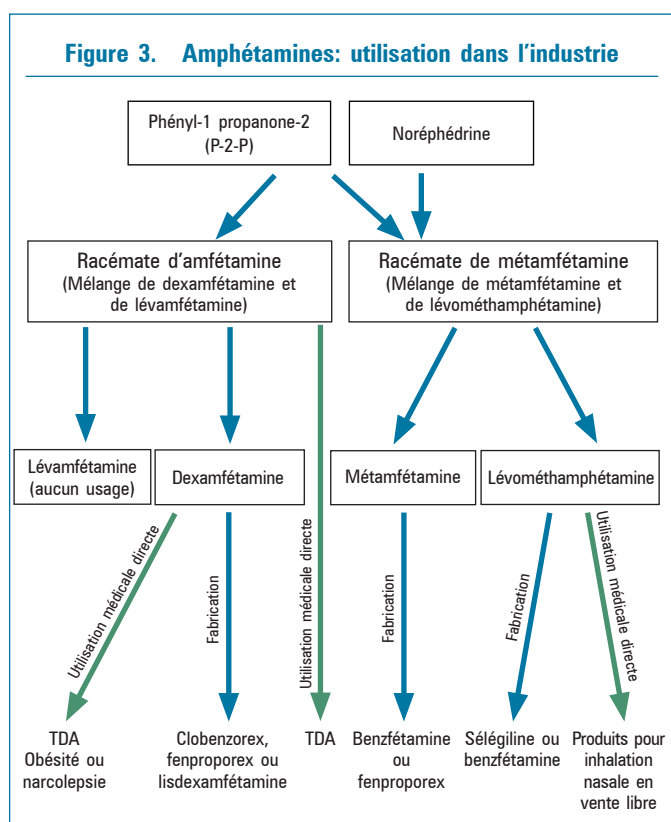 Figure 3. Amphétamines: utilisation dans l'industrie
Phényl-1 propanone-2
(P-2-P)
Noréphédrine
Racémate d'amfétamine
(Mélange de dexamfétamine et
de lévamfétamine)
Racémate de métamfétamine
(Mélange de métamfétamine et
de lévométhamphétamine)
Lévamfétamine
(aucun usage)
Dexamfétamine
Métamfétamine
Lévométhamphétamine
Utilisation médicale directe
Fabrication
Utilisation médicale directe
Fabrication
Fabrication
Utilisation médicale directe
TDA
Obésité ou
narcolepsie
Clobenzorex,
fenproporex ou
lisdexamfétamine
TDA
Benzfétamine
ou
fenproporex
Sélégiline ou
benzfétamine
Produits pour
inhalation
nasale en
vente libre